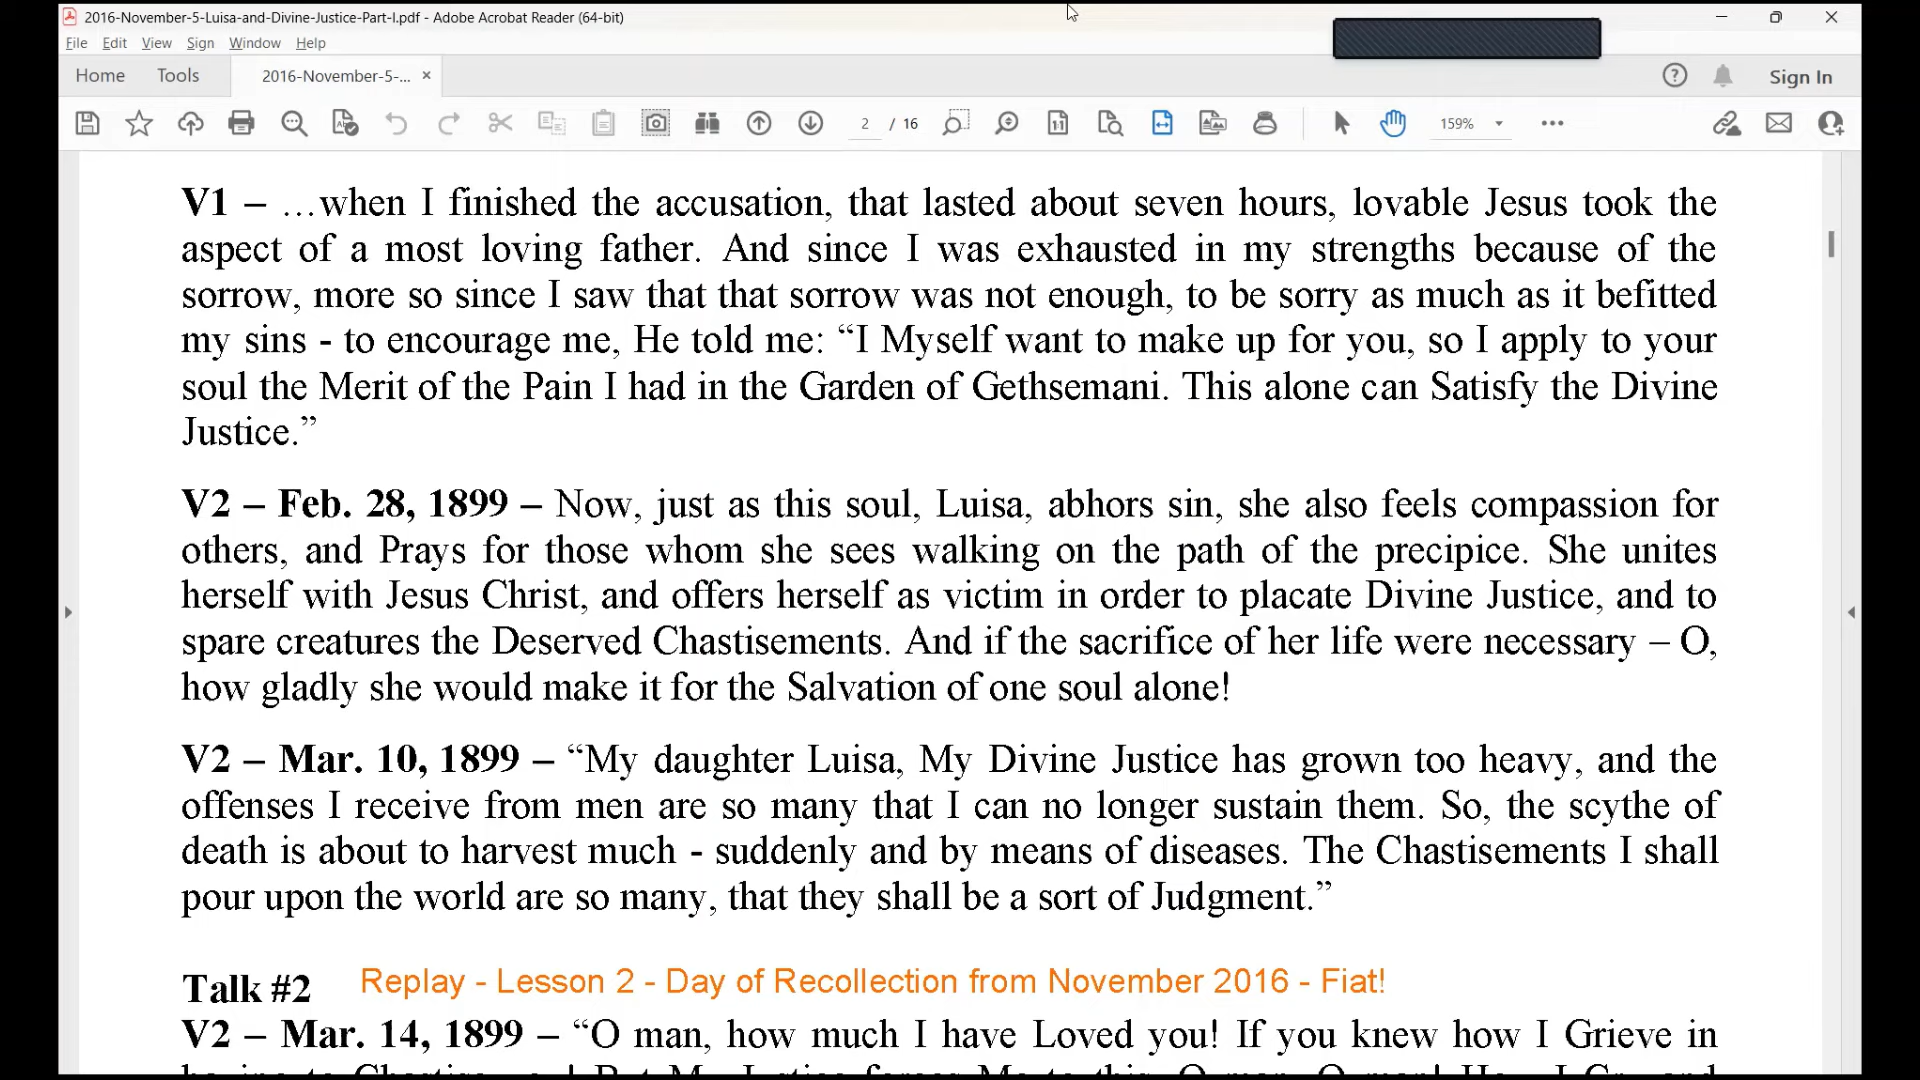 2016-November-5-Luisa-and-Divine-Justice-Part-I.pdf - Adobe Acrobat Reader (64-bit)
File Edit View Sign Window Help
Home Tools 2016-November-5-... × Sign In
2 / 16 159%
V1 – …when I finished the accusation, that lasted about seven hours, lovable Jesus took the
aspect of a most loving father. And since I was exhausted in my strengths because of the
sorrow, more so since I saw that that sorrow was not enough, to be sorry as much as it befitted
my sins - to encourage me, He told me: “I Myself want to make up for you, so I apply to your
soul the Merit of the Pain I had in the Garden of Gethsemani. This alone can Satisfy the Divine
Justice.”
V2 – Feb. 28, 1899 – Now, just as this soul, Luisa, abhors sin, she also feels compassion for
others, and Prays for those whom she sees walking on the path of the precipice. She unites
herself with Jesus Christ, and offers herself as victim in order to placate Divine Justice, and to
spare creatures the Deserved Chastisements. And if the sacrifice of her life were necessary – O,
how gladly she would make it for the Salvation of one soul alone!
V2 – Mar. 10, 1899 – “My daughter Luisa, My Divine Justice has grown too heavy, and the
offenses I receive from men are so many that I can no longer sustain them. So, the scythe of
death is about to harvest much - suddenly and by means of diseases. The Chastisements I shall
pour upon the world are so many, that they shall be a sort of Judgment.”
Talk #2 Replay - Lesson 2 - Day of Recollection from November 2016 - Fiat!
V2 – Mar. 14, 1899 – “O man, how much I have Loved you! If you knew how I Grieve in